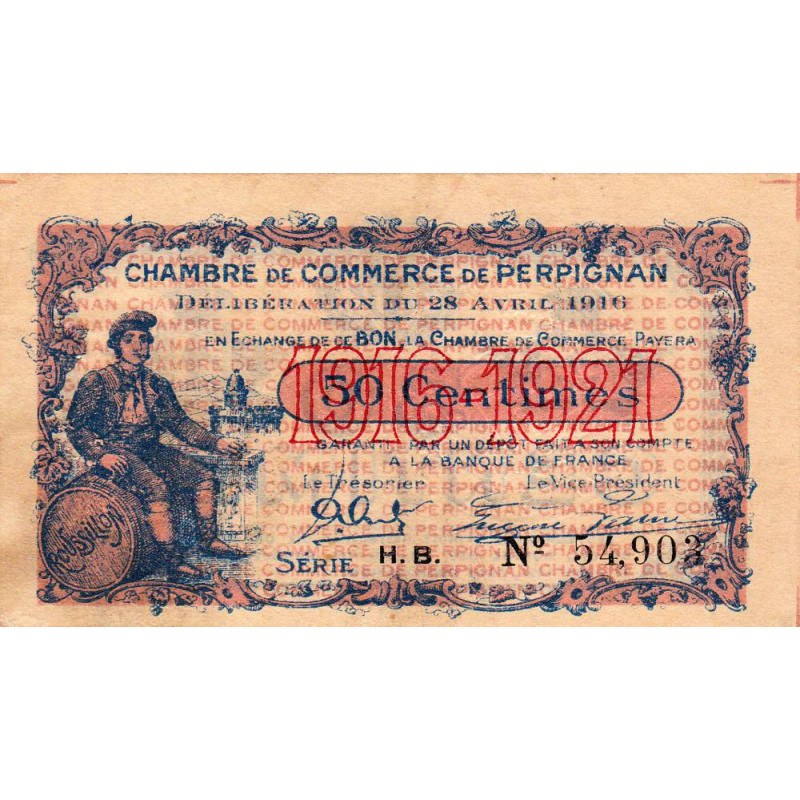 CHAMBRE DE COMMERCE DE PERPIGNAN
DÉLIBÉRATION DU 28 AVRIL 1916
EN ECHANGE DE CE BON, LA CHAMBRE DE COMMERCE PAYERA
50 Centimes
1916-1921
GARANTIE PAR UN DÉPOT FAIT A SON COMPTE
A LA BANQUE DE FRANCE
Le Trésorier Le Vice Président
Roussillon
SÉRIE H. B. Nº 54,903